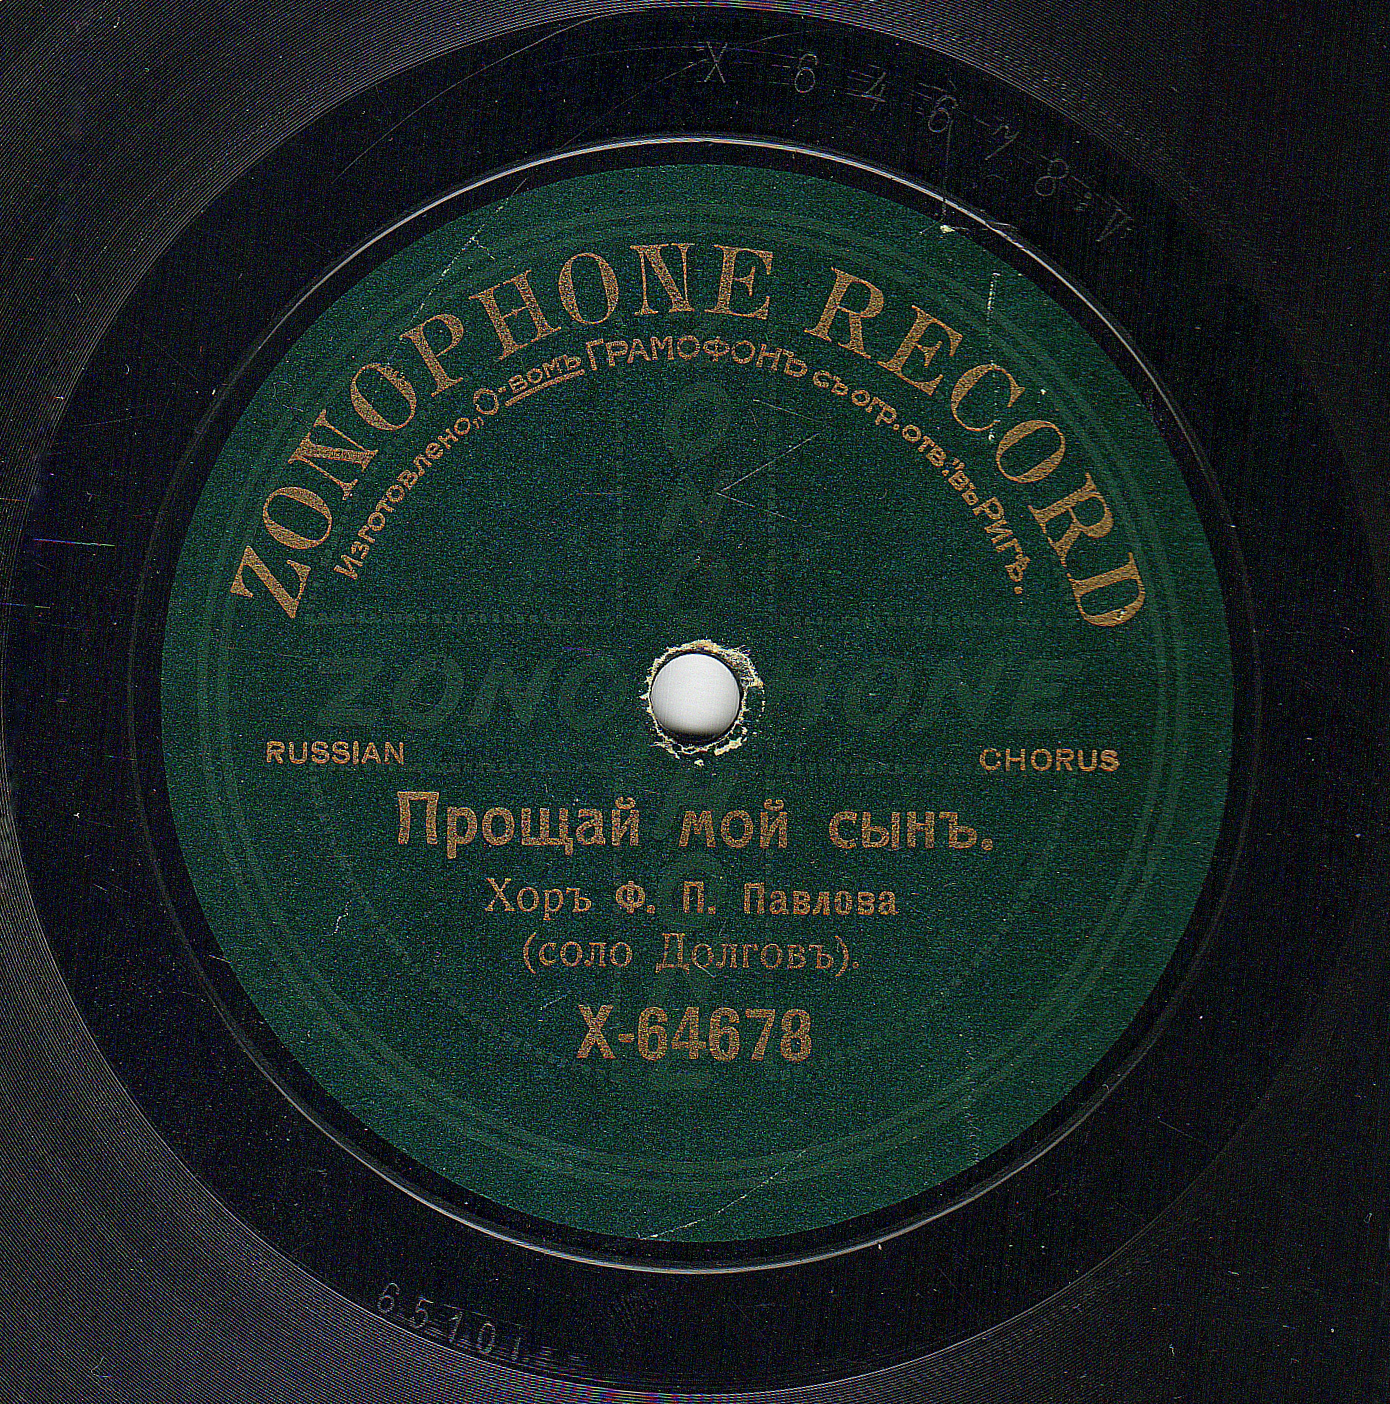 X-64678-V
ZONOPHONE RECORD
Изготовлено „О-вомъ ГРАМОФОНЪ съ огр. отв.“ въ Ригѣ.
ZONOPHONE
RUSSIAN CHORUS
Прощай мой сынъ.
Хоръ Ф. П. Павлова
(соло Долговъ).
X-64678
65101